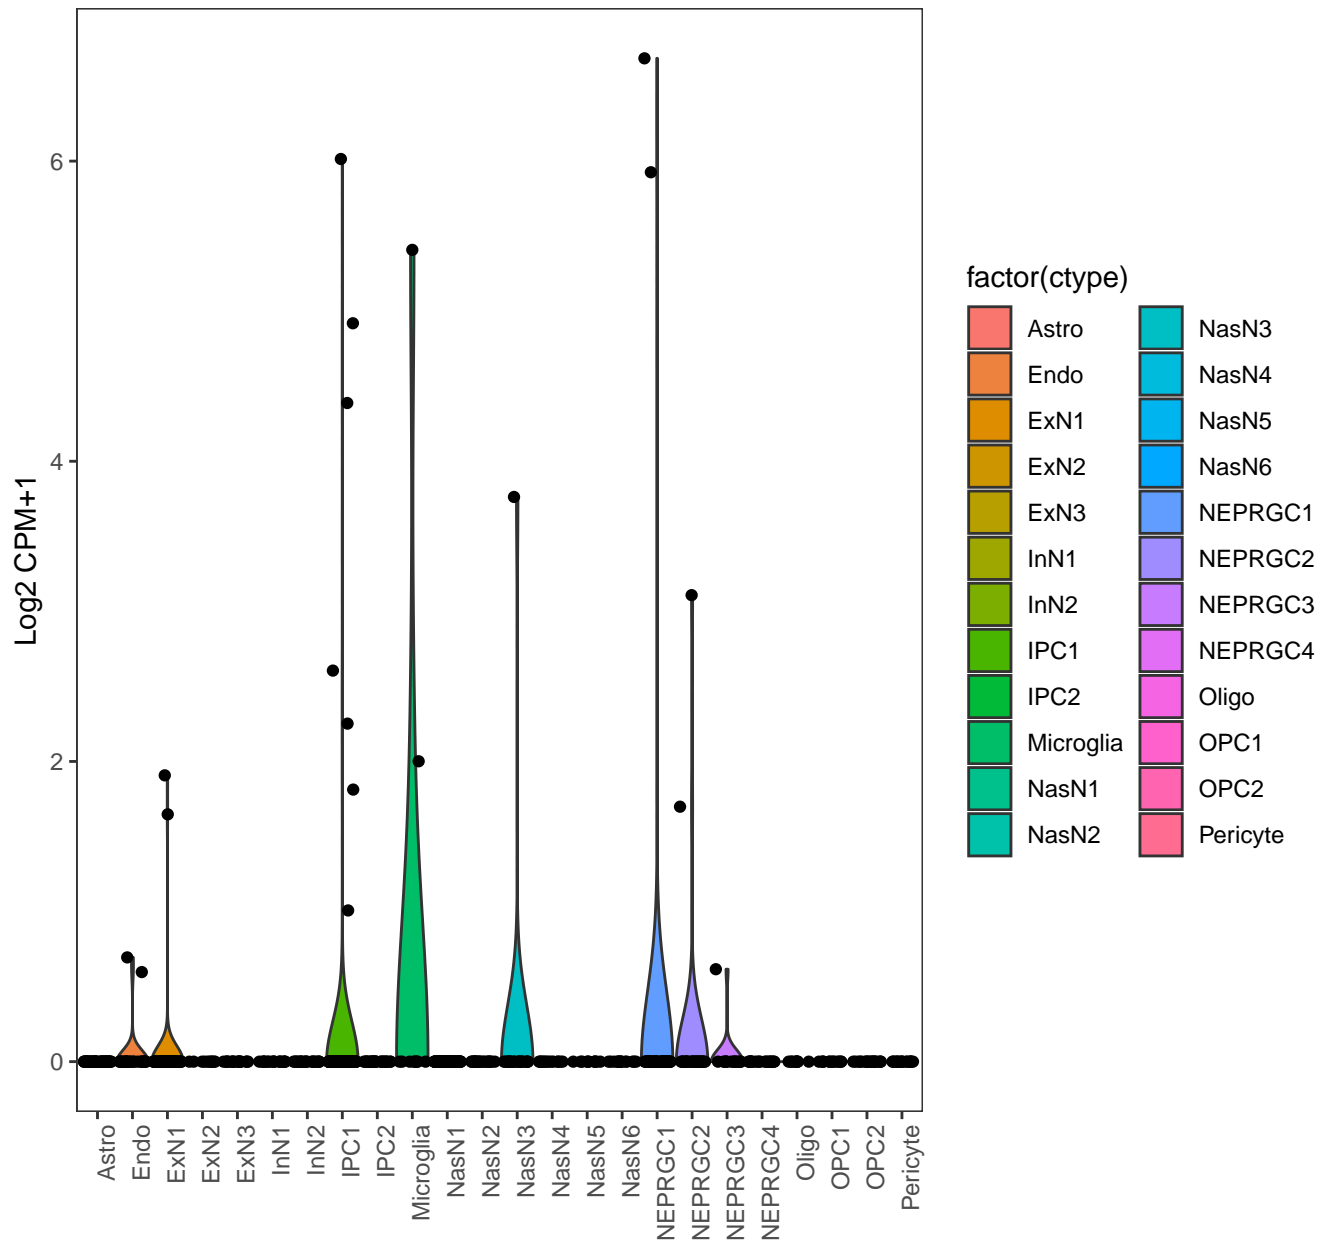 Log2 CPM+1
6
4
2
0
Astro
Endo
ExN1
ExN2
ExN3
InN1
InN2
IPC1
IPC2
Microglia
NasN1
NasN2
NasN3
NasN4
NasN5
NasN6
NEPRGC1
NEPRGC2
NEPRGC3
NEPRGC4
Oligo
OPC1
OPC2
Pericyte
factor(ctype)
Astro
Endo
ExN1
ExN2
ExN3
InN1
InN2
IPC1
IPC2
Microglia
NasN1
NasN2
NasN3
NasN4
NasN5
NasN6
NEPRGC1
NEPRGC2
NEPRGC3
NEPRGC4
Oligo
OPC1
OPC2
Pericyte